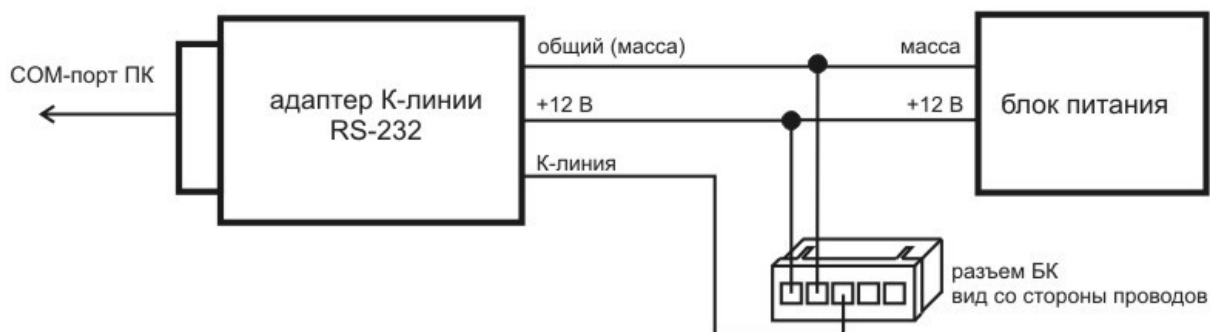 COM-порт ПК
адаптер К-линии
RS-232
общий (масса)
+12 В
К-линия
масса
+12 В
блок питания
разъем БК
вид со стороны проводов